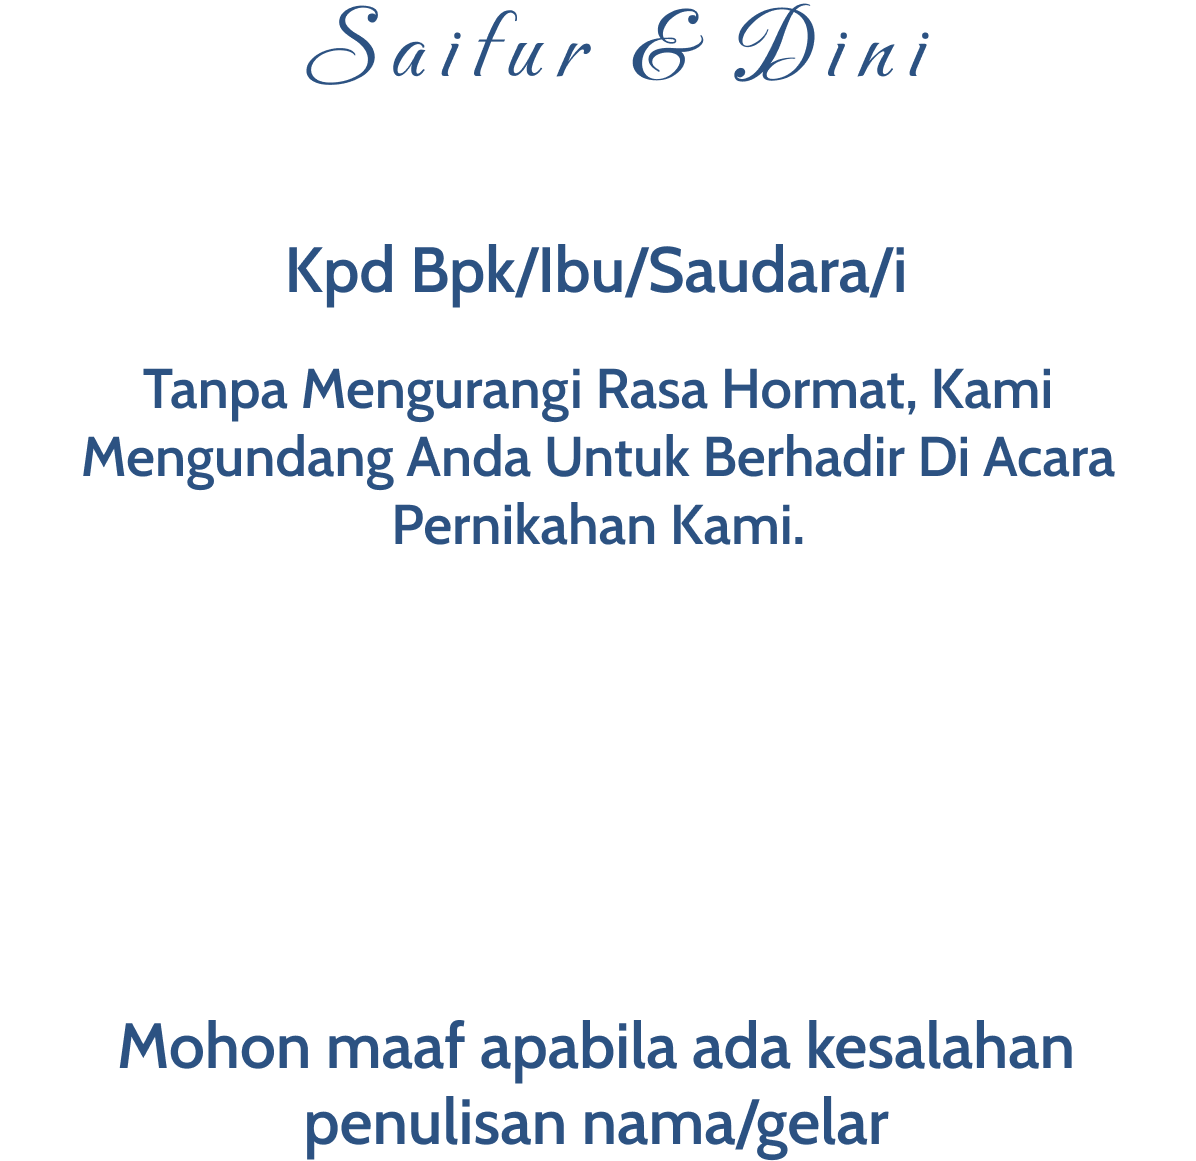 Saifur & Dini
Kpd Bpk/Ibu/Saudara/i
Tanpa Mengurangi Rasa Hormat, Kami
Mengundang Anda Untuk Berhadir Di Acara
Pernikahan Kami.
Mohon maaf apabila ada kesalahan
penulisan nama/gelar